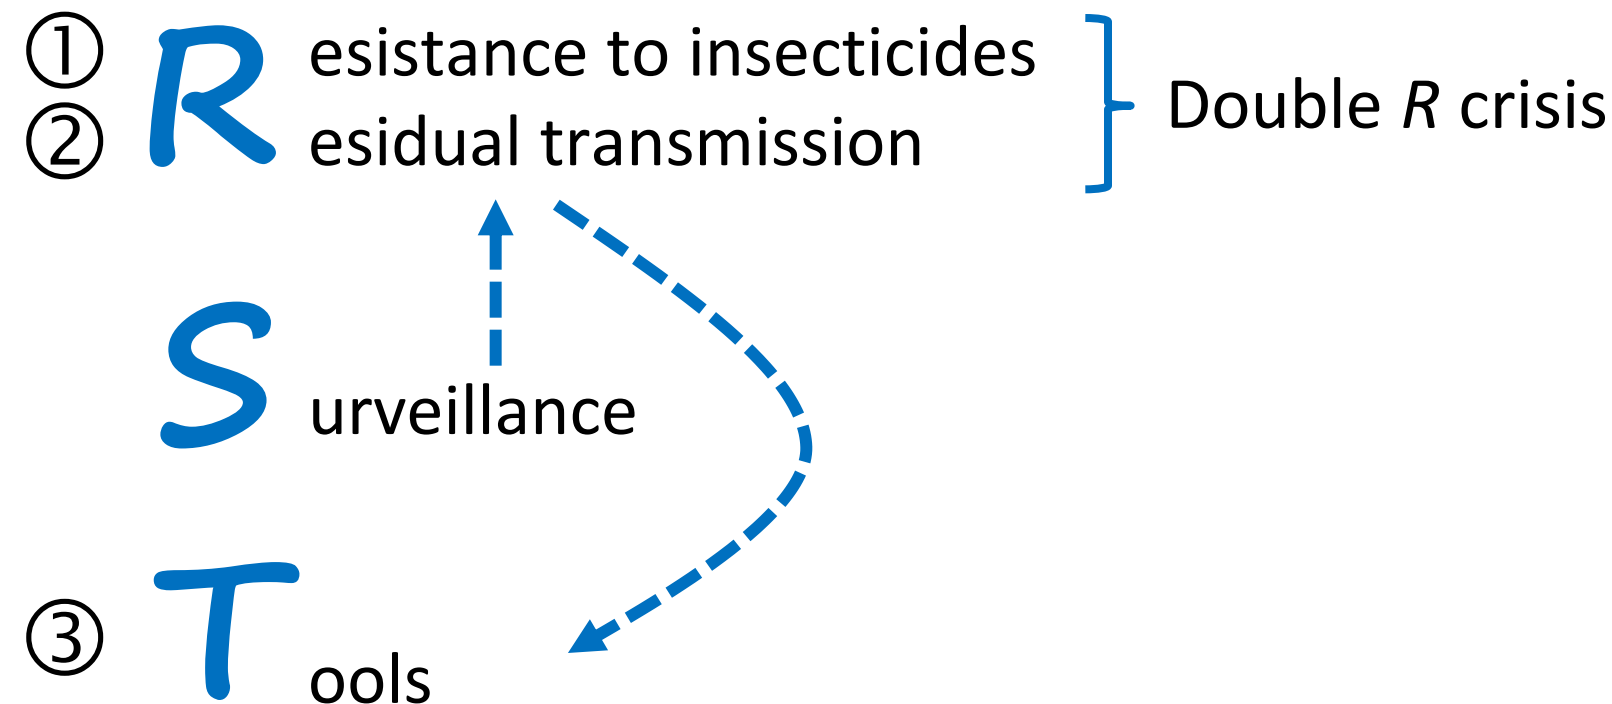 ① R esistance to insecticides
② esidual transmission
Double R crisis
S urveillance
③ T ools